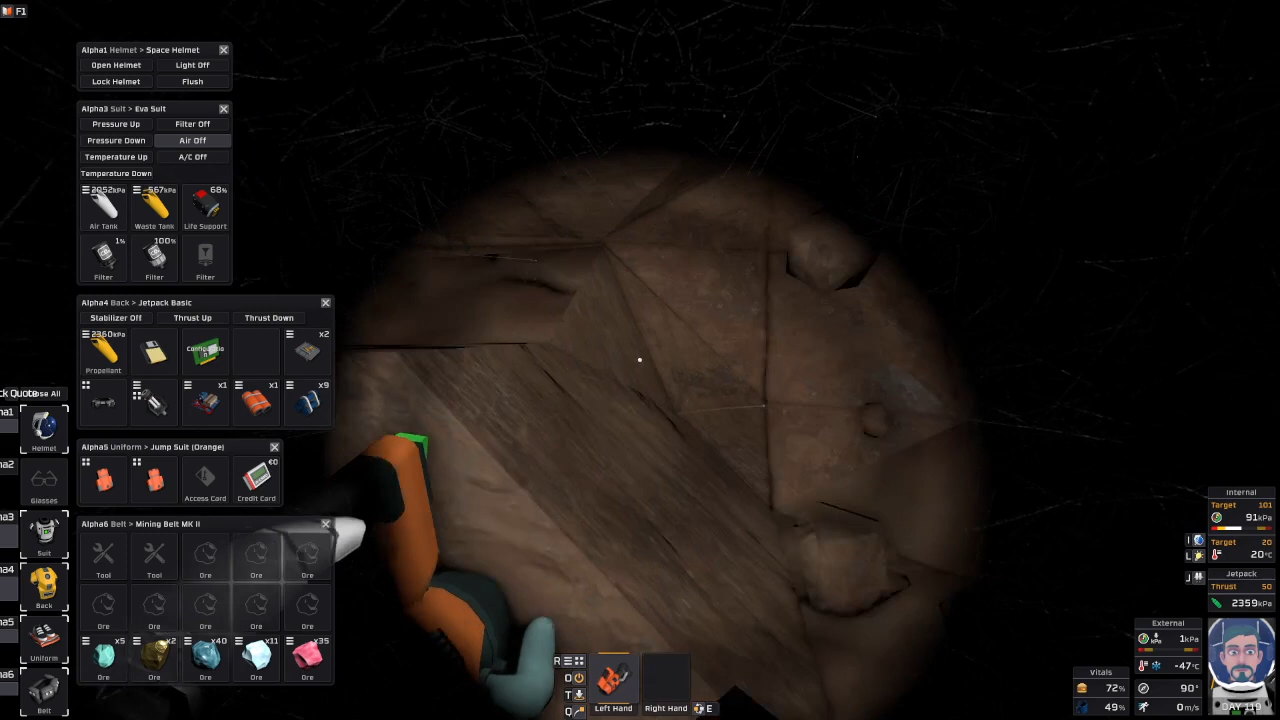 F1
Alpha1 Helmet > Space Helmet
Open Helmet Light Off
Lock Helmet Flush
Alpha3 Suit > Eva Suit
Pressure Up Filter Off
Pressure Down Air Off
Temperature Up A/C Off
Temperature Down
567kPa 68%
Air Tank Waste Tank Life Support
1% 100%
Filter Filter Filter
Alpha4 Back > Jetpack Basic
Stabilizer Off Thrust Up Thrust Down
2360kPa x2
Propellant
x1 x1 x9
Alpha5 Uniform > Jump Suit (Orange)
€0
Access Card Credit Card
Alpha6 Belt > Mining Belt MK II
Tool Tool Ore Ore Ore
Ore Ore Ore Ore Ore
x5 x2 x40 x11 x35
Ore Ore Ore Ore Ore
Helmet
Glasses
Suit
Back
Uniform
Belt
R
O
T
Q
Left Hand Right Hand E
Internal
Target 101
91kPa
Target 20
20°C
I
L
J
Jetpack
Thrust 50
2359kPa
External
1kPa
-47°C
Vitals
72% 90°
49% 0m/s
DAY 119